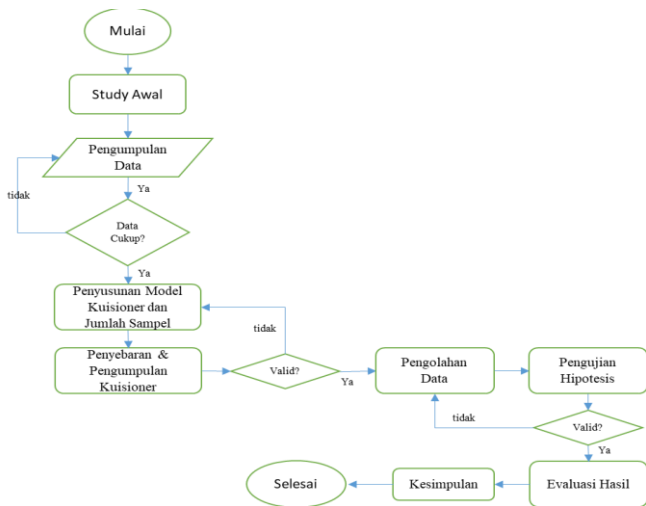 Mulai
Study Awal
Pengumpulan
Data
tidak
Ya
Data
Cukup?
Ya
Penyusunan Model
Kuisioner dan
Jumlah Sampel
tidak
Penyebaran &
Pengumpulan
Kuisioner
Valid?
Ya
Pengolahan
Data
Pengujian
Hipotesis
tidak
Valid?
Ya
Evaluasi Hasil
Kesimpulan
Selesai